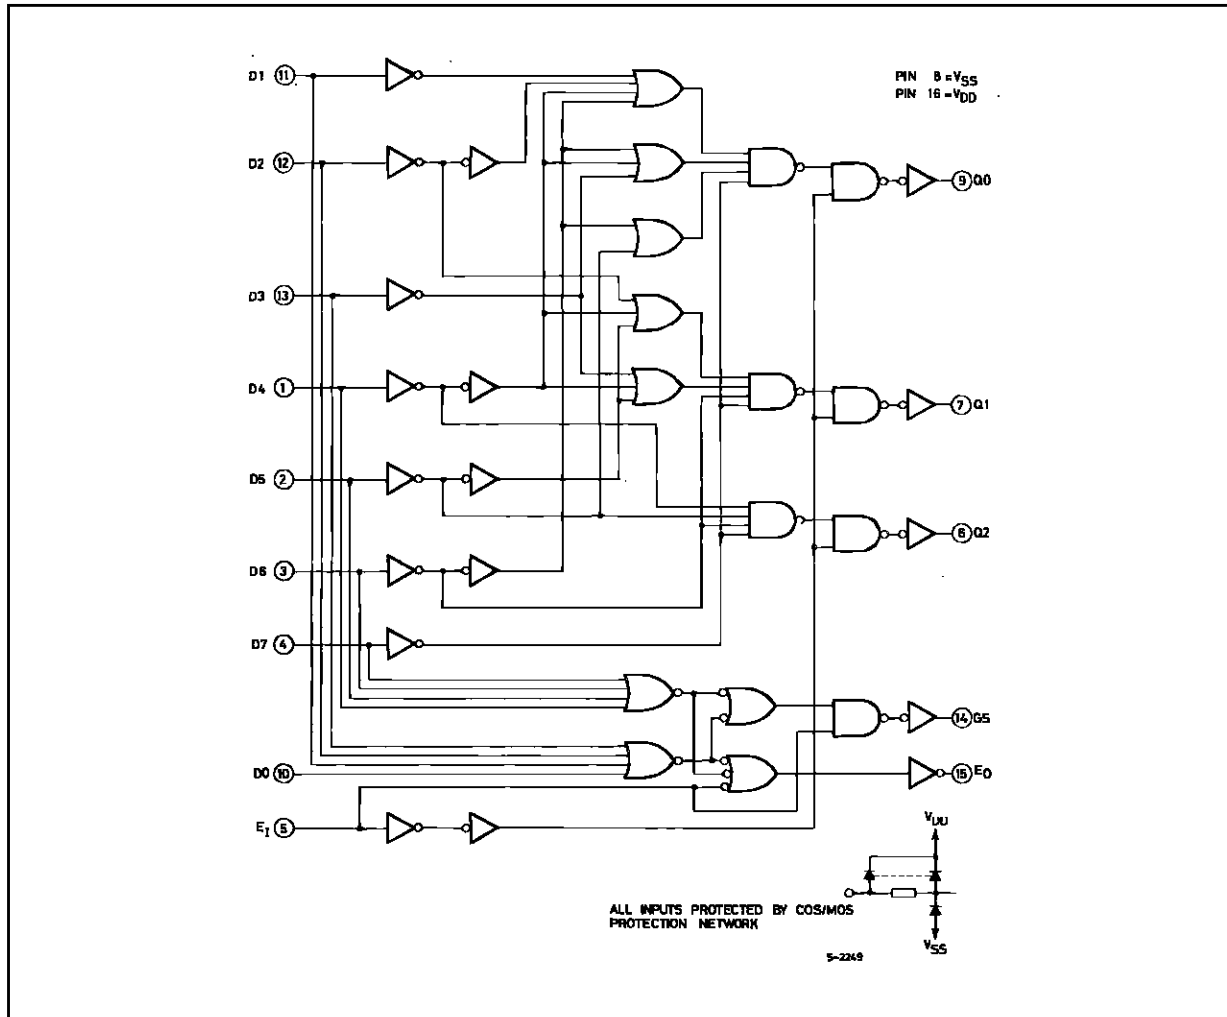 D1 11
PIN 8 = VSS
PIN 16 = VDD
D2 12
9 Q0
D3 13
D4 1
7 Q1
D5 2
6 Q2
D6 3
D7 4
14 GS
D0 10
15 EO
EI 5
VDD
ALL INPUTS PROTECTED BY COS/MOS
PROTECTION NETWORK
VSS
5-2249